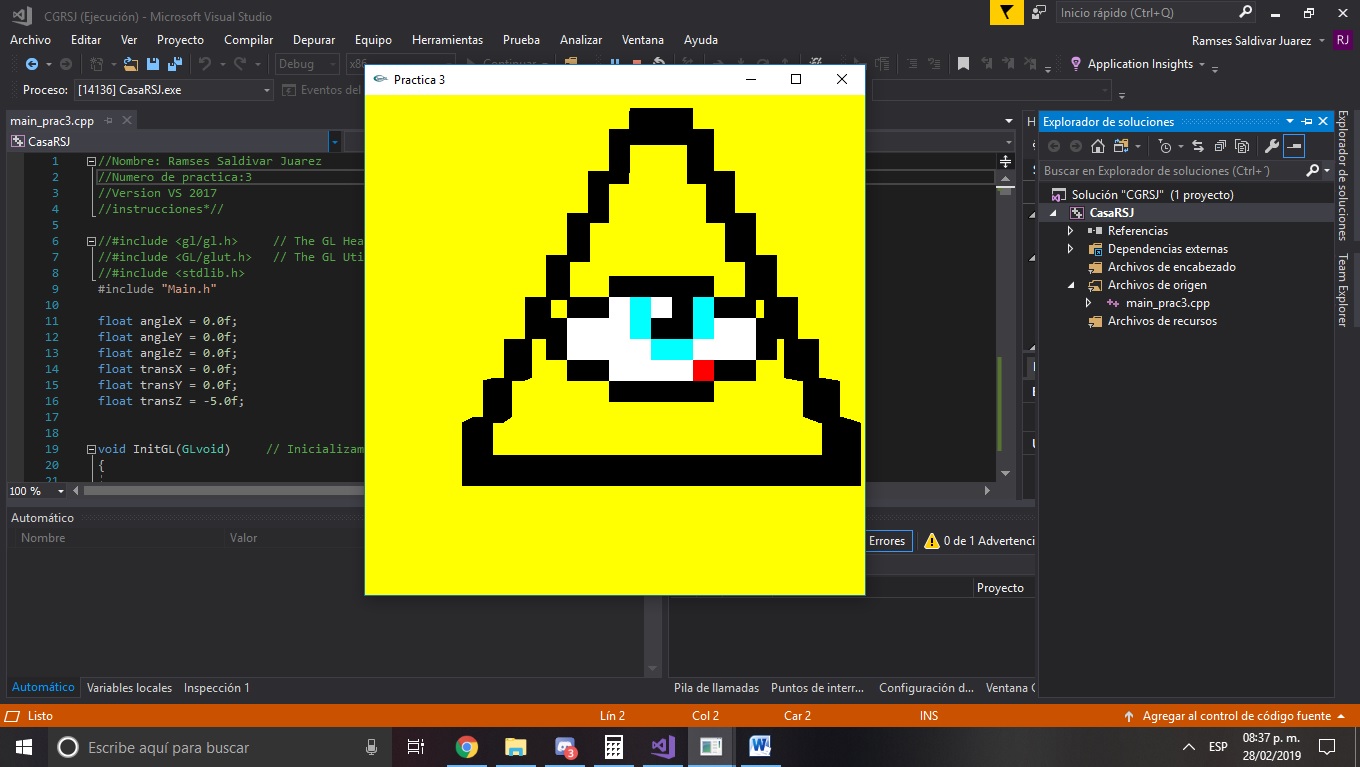 CGRSJ (Ejecución) - Microsoft Visual Studio
Inicio rápido (Ctrl+Q)
Archivo Editar Ver Proyecto Compilar Depurar Equipo Herramientas Prueba Analizar Ventana Ayuda
Ramses Saldivar Juarez RJ
Debug x86 Continuar
Application Insights
Practica 3
Proceso: [14136] CasaRSJ.exe Eventos del
main_prac3.cpp
CasaRSJ
1 //Nombre: Ramses Saldivar Juarez
2 //Numero de practica:3
3 //Version VS 2017
4 //instrucciones*//
5
6 //#include <gl/gl.h> // The GL Hea
7 //#include <GL/glut.h> // The GL Uti
8 //#include <stdlib.h>
9 #include "Main.h"
10
11 float angleX = 0.0f;
12 float angleY = 0.0f;
13 float angleZ = 0.0f;
14 float transX = 0.0f;
15 float transY = 0.0f;
16 float transZ = -5.0f;
17
18
19 void InitGL(GLvoid) // Inicializam
20 {
21
100 %
Explorador de soluciones
Buscar en Explorador de soluciones (Ctrl+´)
Solución "CGRSJ" (1 proyecto)
CasaRSJ
Referencias
Dependencias externas
Archivos de encabezado
Archivos de origen
main_prac3.cpp
Archivos de recursos
Explorador de soluciones
Team Explorer
Automático
Nombre Valor
Errores 0 de 1 Advertenci
Proyecto
Automático Variables locales Inspección 1
Pila de llamadas Puntos de interr... Configuración d... Ventana C
Listo Lín 2 Col 2 Car 2 INS Agregar al control de código fuente
Escribe aquí para buscar
3
ESP
08:37 p. m.
28/02/2019